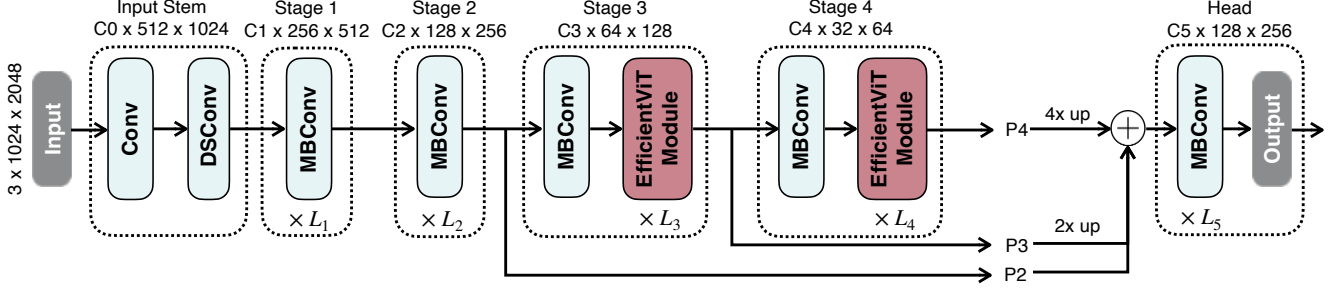 3 x 1024 x 2048
Input
Input Stem
C0 x 512 x 1024
Conv
DSConv
Stage 1
C1 x 256 x 512
MBConv
× L1
Stage 2
C2 x 128 x 256
MBConv
× L2
Stage 3
C3 x 64 x 128
MBConv
EfficientViT
Module
× L3
Stage 4
C4 x 32 x 64
MBConv
EfficientViT
Module
× L4
P4
4x up
+
P3
2x up
P2
Head
C5 x 128 x 256
MBConv
× L5
Output